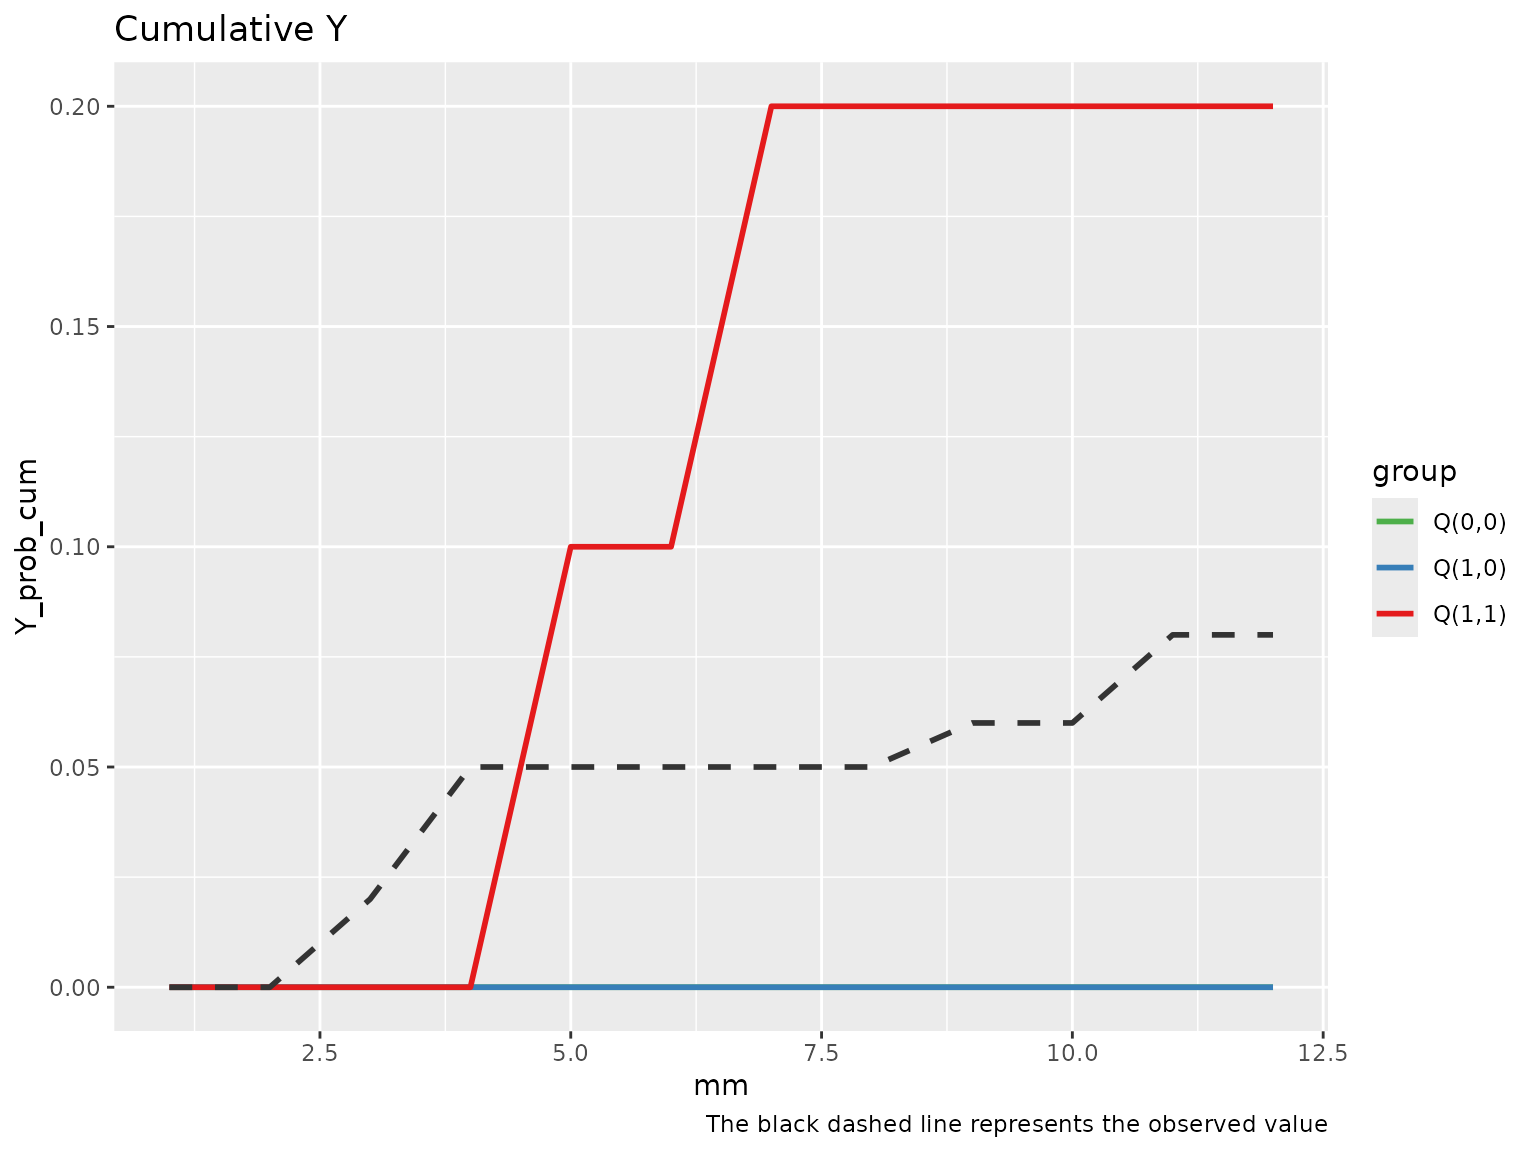 Cumulative Y
0.20
0.15
0.10
0.05
0.00
Y_prob_cum
2.5 5.0 7.5 10.0 12.5
mm
The black dashed line represents the observed value
group
Q(0,0)
Q(1,0)
Q(1,1)